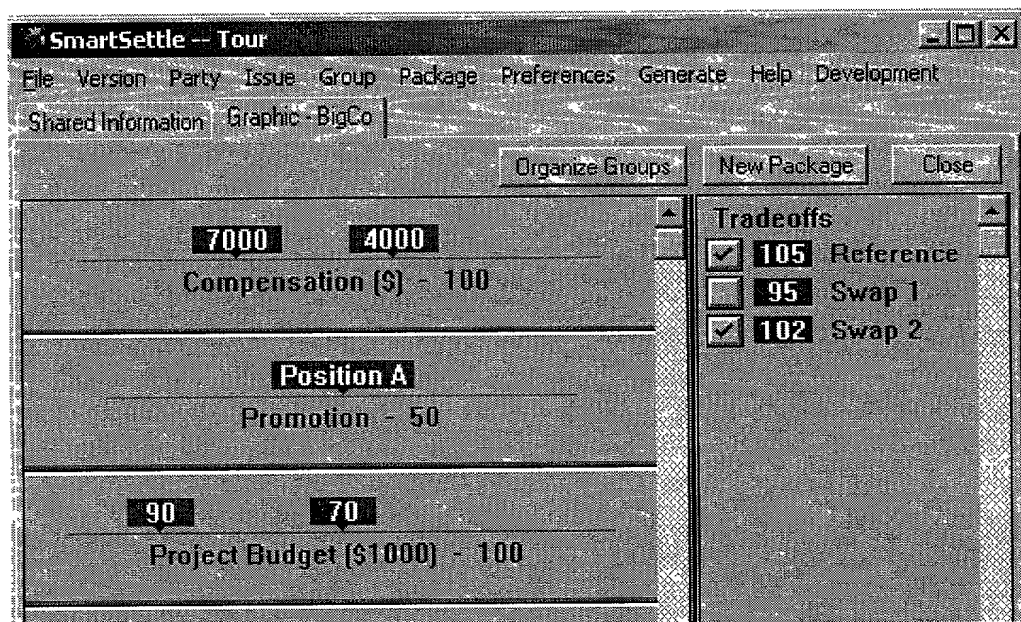 SmartSettle -- Tour
File Version Party Issue Group Package Preferences Generate Help Development
Shared Information Graphic - BigCo
Organize Groups New Package Close
7000 4000
Compensation ($) - 100
Position A
Promotion - 50
90 70
Project Budget ($1000) - 100
Tradeoffs
105 Reference
95 Swap 1
102 Swap 2